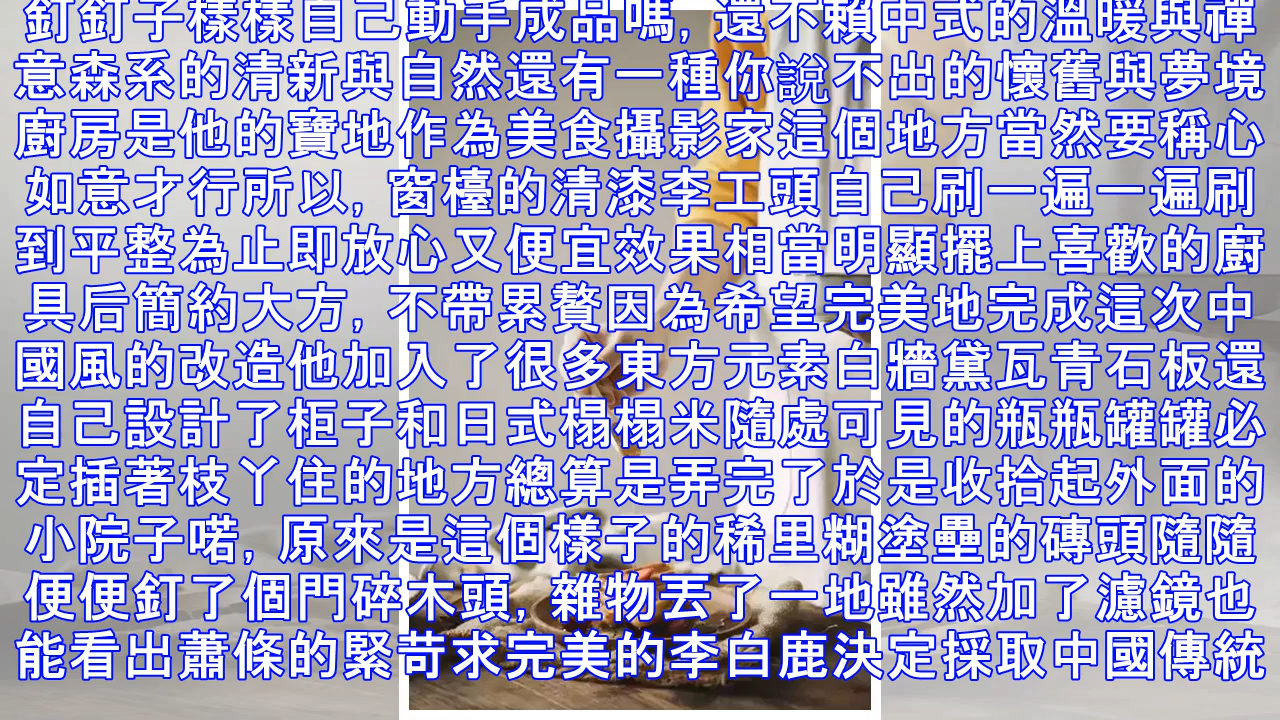 釘釘子樣樣自己動手成品嗎, 還不賴中式的溫暖與禪
意森系的清新與自然還有一種你說不出的懷舊與夢境
廚房是他的寶地作為美食攝影家這個地方當然要稱心
如意才行所以, 窗檯的清漆李工頭自己刷一遍一遍刷
到平整為止即放心又便宜效果相當明顯擺上喜歡的廚
具后簡約大方, 不帶累贅因為希望完美地完成這次中
國風的改造他加入了很多東方元素白牆黛瓦青石板還
自己設計了柜子和日式榻榻米隨處可見的瓶瓶罐罐必
定插著枝丫住的地方總算是弄完了於是收拾起外面的
小院子喏, 原來是這個樣子的稀里糊塗壘的磚頭隨隨
便便釘了個門碎木頭, 雜物丟了一地雖然加了濾鏡也
能看出蕭條的緊苛求完美的李白鹿決定採取中國傳統